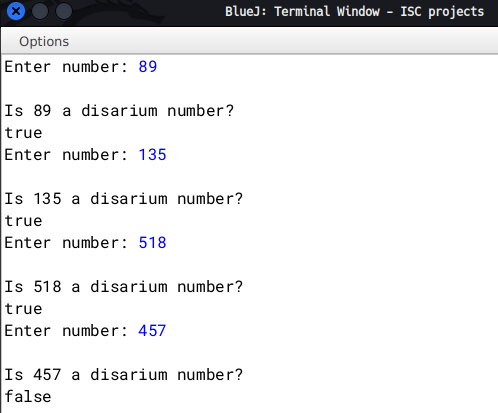 BlueJ: Terminal Window - ISC projects
Options
Enter number: 89

Is 89 a disarium number?
true
Enter number: 135

Is 135 a disarium number?
true
Enter number: 518

Is 518 a disarium number?
true
Enter number: 457

Is 457 a disarium number?
false